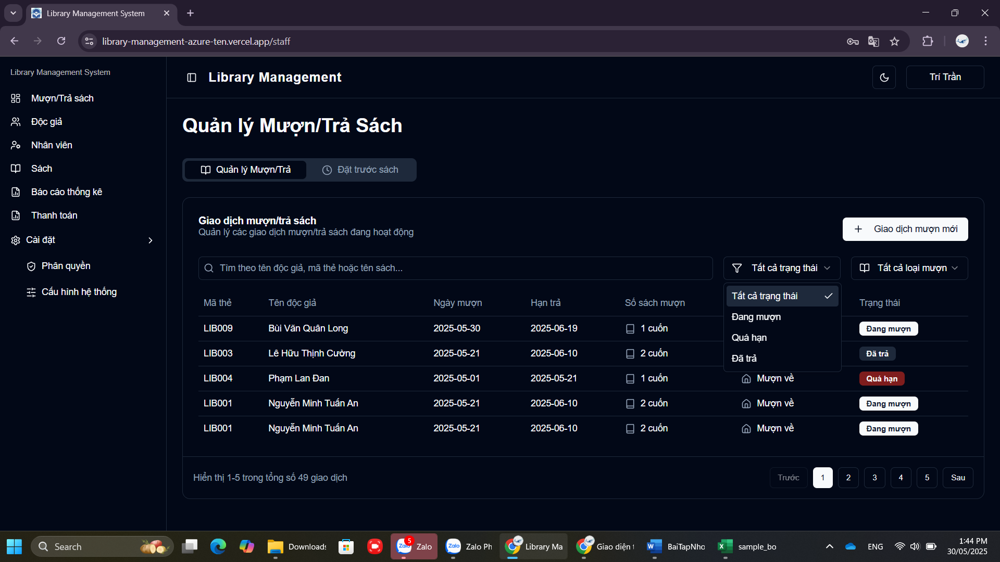 Library Management System
library-management-azure-ten.vercel.app/staff
Library Management System
Mượn/Trả sách
Độc giả
Nhân viên
Sách
Báo cáo thống kê
Thanh toán
Cài đặt
Phân quyền
Cấu hình hệ thống
Library Management
Trí Trần
Quản lý Mượn/Trả Sách
Quản lý Mượn/Trả
Đặt trước sách
Giao dịch mượn/trả sách
Quản lý các giao dịch mượn/trả sách đang hoạt động
Giao dịch mượn mới
Tìm theo tên độc giả, mã thẻ hoặc tên sách...
Tất cả trạng thái
Tất cả loại mượn
Tất cả trạng thái
Đang mượn
Quá hạn
Đã trả
Mã thẻ Tên độc giả Ngày mượn Hạn trả Số sách mượn Trạng thái
LIB009 Bùi Văn Quân Long 2025-05-30 2025-06-19 1 cuốn Đang mượn
LIB003 Lê Hữu Thịnh Cường 2025-05-21 2025-06-10 2 cuốn Đã trả
LIB004 Phạm Lan Đan 2025-05-01 2025-05-21 1 cuốn Mượn về Quá hạn
LIB001 Nguyễn Minh Tuấn An 2025-05-21 2025-06-10 2 cuốn Mượn về Đang mượn
LIB001 Nguyễn Minh Tuấn An 2025-05-21 2025-06-10 2 cuốn Mượn về Đang mượn
Hiển thị 1-5 trong tổng số 49 giao dịch
Trước 1 2 3 4 5 Sau
Search
Downloads
Zalo
5
Zalo
Zalo
Zalo Ph
Library Ma
Giao diện t
BaiTapNho
sample_bo
ENG
1:44 PM
30/05/2025